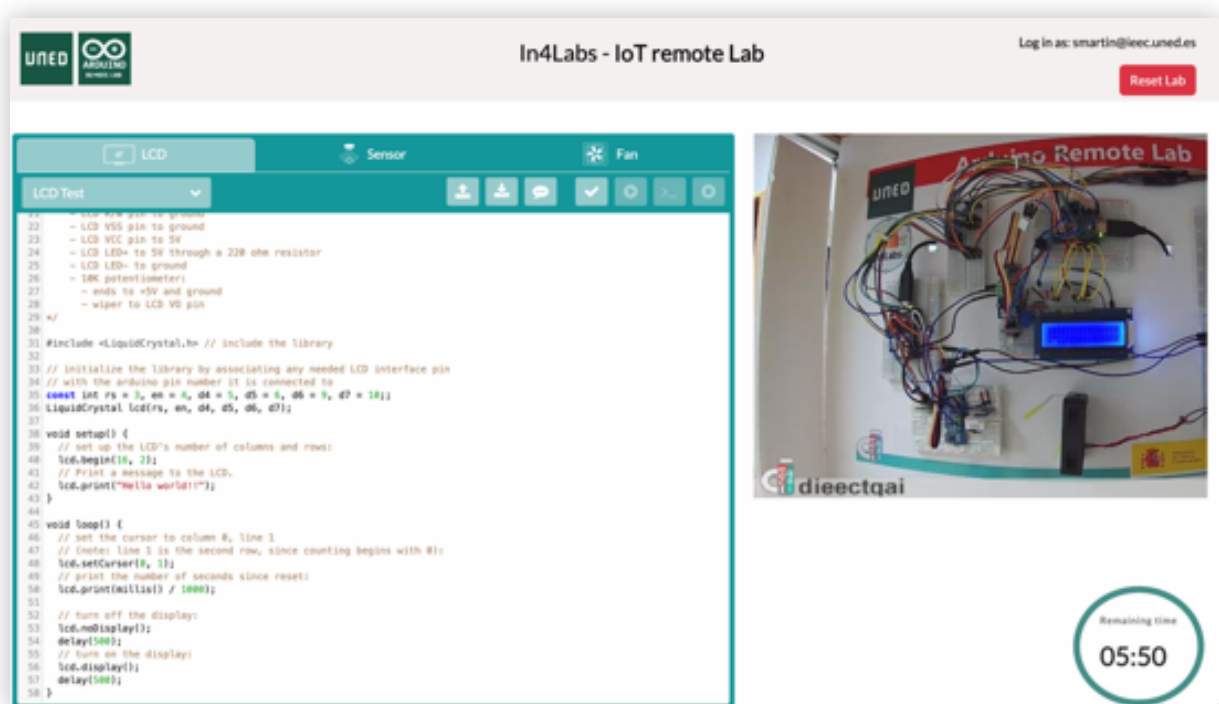 UNED
ARDUINO
REMOTE LAB
In4Labs - IoT remote Lab
Log in as: smartin@ieec.uned.es
Reset Lab
LCD
Sensor
Fan
LCD Test
21 - LCD R/W pin to ground
22 - LCD VSS pin to ground
23 - LCD VCC pin to 5V
24 - LCD LED+ to 5V through a 220 ohm resistor
25 - LCD LED- to ground
26 - 10K potentiometer:
27 - ends to +5V and ground
28 - wiper to LCD VO pin
29 */
30
31 #include <LiquidCrystal.h> // include the library
32
33 // initialize the library by associating any needed LCD interface pin
34 // with the arduino pin number it is connected to
35 const int rs = 3, en = 4, d4 = 5, d5 = 6, d6 = 9, d7 = 10;;
36 LiquidCrystal lcd(rs, en, d4, d5, d6, d7);
37
38 void setup() {
39 // set up the LCD's number of columns and rows:
40 lcd.begin(16, 2);
41 // Print a message to the LCD.
42 lcd.print("Hello world!!");
43 }
44
45 void loop() {
46 // set the cursor to column 0, line 1
47 // (note: line 1 is the second row, since counting begins with 0):
48 lcd.setCursor(0, 1);
49 // print the number of seconds since reset:
50 lcd.print(millis() / 1000);
51
52 // turn off the display:
53 lcd.noDisplay();
54 delay(500);
55 // turn on the display:
56 lcd.display();
57 delay(500);
58 }
Arduino Remote Lab
UNED
Labs
dieectqai
Remaining time
05:50